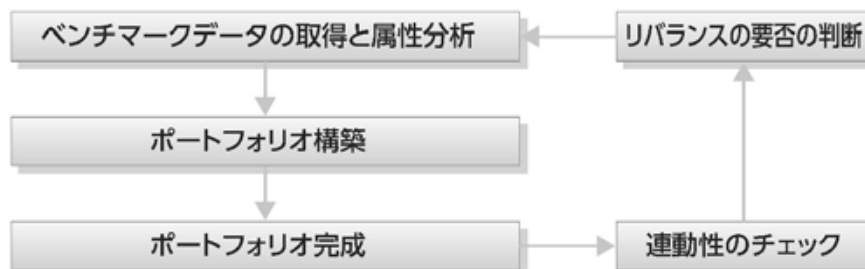 ベンチマークデータの取得と属性分析
リバランスの要否の判断
ポートフォリオ構築
ポートフォリオ完成
連動性のチェック